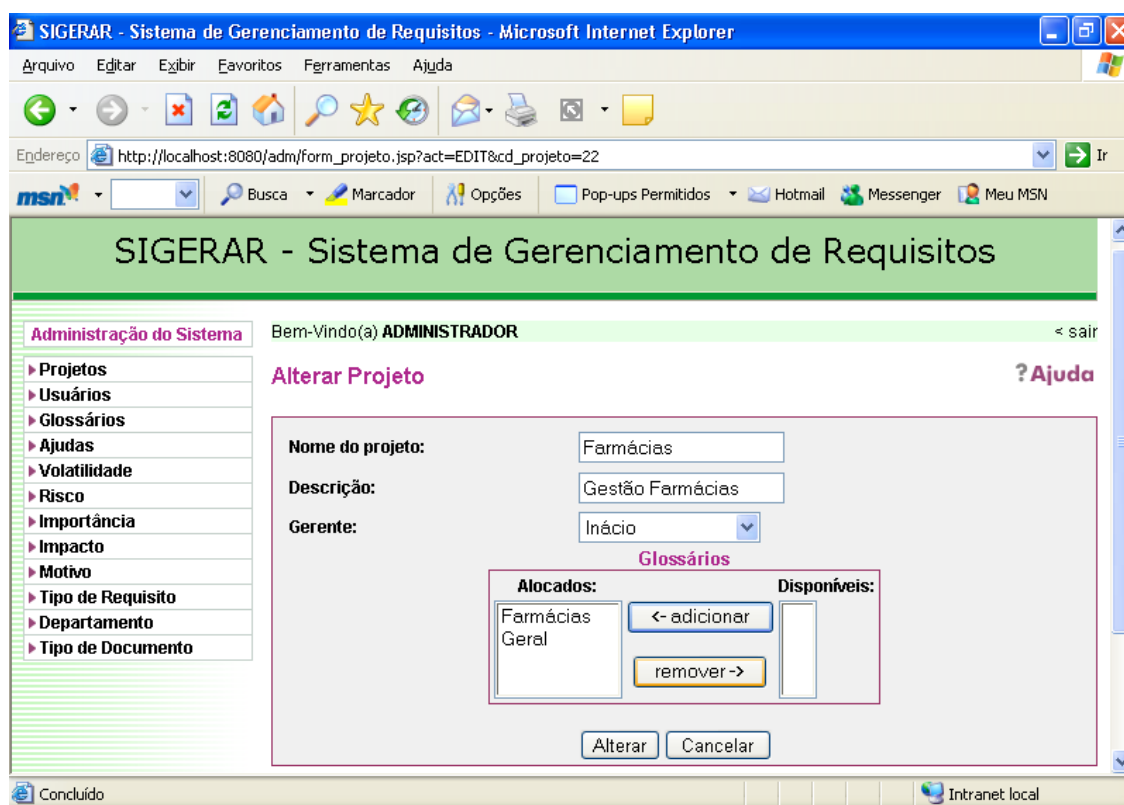 SIGERAR - Sistema de Gerenciamento de Requisitos - Microsoft Internet Explorer
Arquivo Editar Exibir Favoritos Ferramentas Ajuda
Endereço http://localhost:8080/adm/form_projeto.jsp?act=EDIT&cd_projeto=22 Ir
msn Busca Marcador Opções Pop-ups Permitidos Hotmail Messenger Meu MSN
SIGERAR - Sistema de Gerenciamento de Requisitos
Administração do Sistema
Projetos
Usuários
Glossários
Ajudas
Volatilidade
Risco
Importância
Impacto
Motivo
Tipo de Requisito
Departamento
Tipo de Documento
Bem-Vindo(a) ADMINISTRADOR < sair
Alterar Projeto ?Ajuda
Nome do projeto: Farmácias
Descrição: Gestão Farmácias
Gerente: Inácio
Glossários
Alocados: Disponíveis:
Farmácias <- adicionar
Geral
remover ->
Alterar Cancelar
Concluído Intranet local